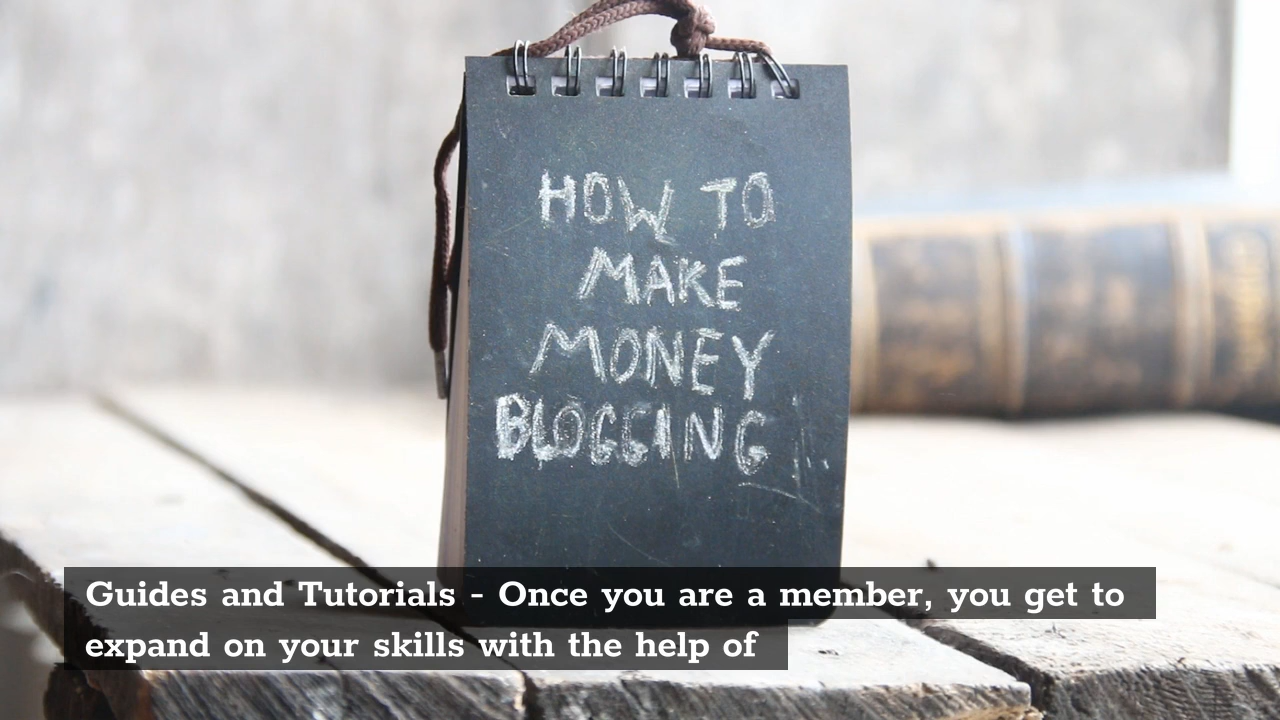 HOW TO
MAKE
MONEY
BLOGGING
Guides and Tutorials - Once you are a member, you get to
expand on your skills with the help of